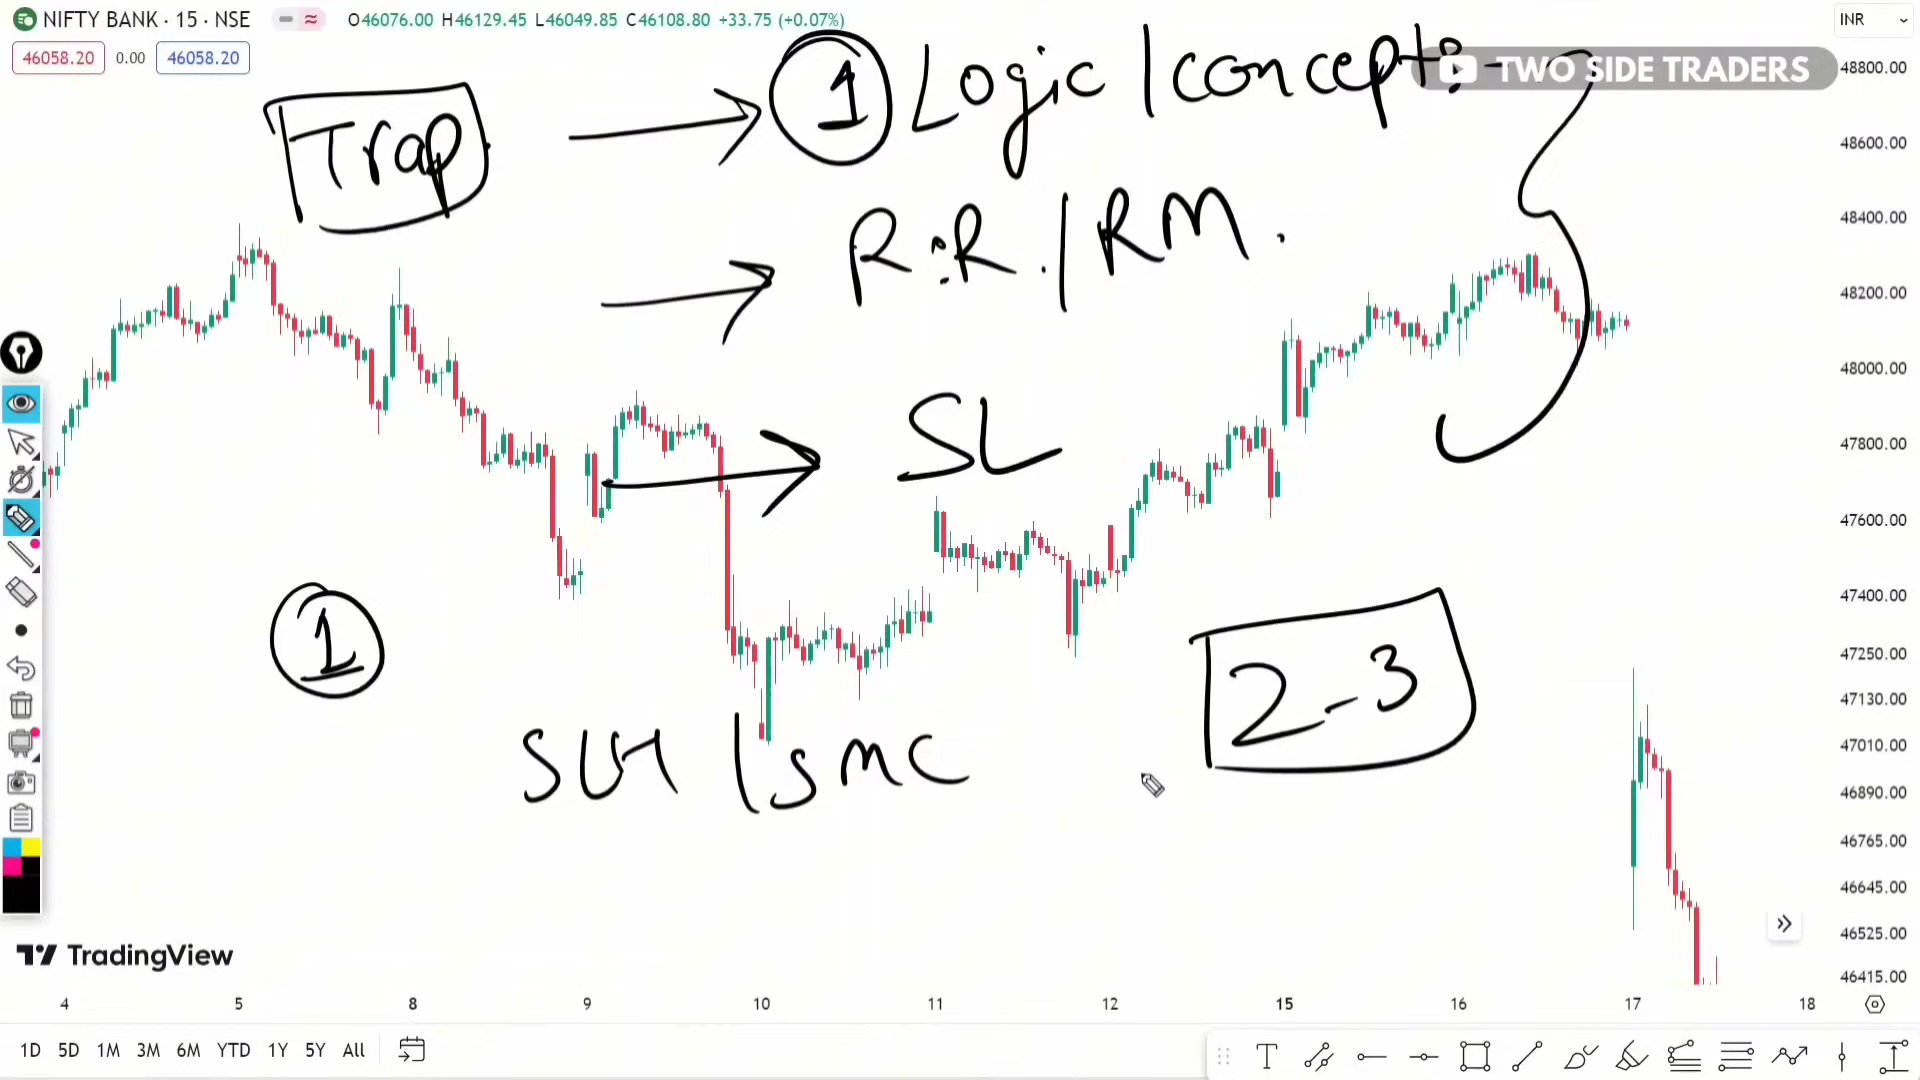 NIFTY BANK · 15 · NSE
O46076.00 H46129.45 L46049.85 C46108.80 +33.75 (+0.07%)
INR
46058.20 0.00 46058.20
TWO SIDE TRADERS
Trap
1 Logic / concepts
R:R. / RM.
SL
1
2-3
SLH / SMC
48800.00
48600.00
48400.00
48200.00
48000.00
47800.00
47600.00
47400.00
47250.00
47130.00
47010.00
46890.00
46765.00
46645.00
46525.00
46415.00
TradingView
4 5 8 9 10 11 12 15 16 17 18
1D 5D 1M 3M 6M YTD 1Y 5Y All